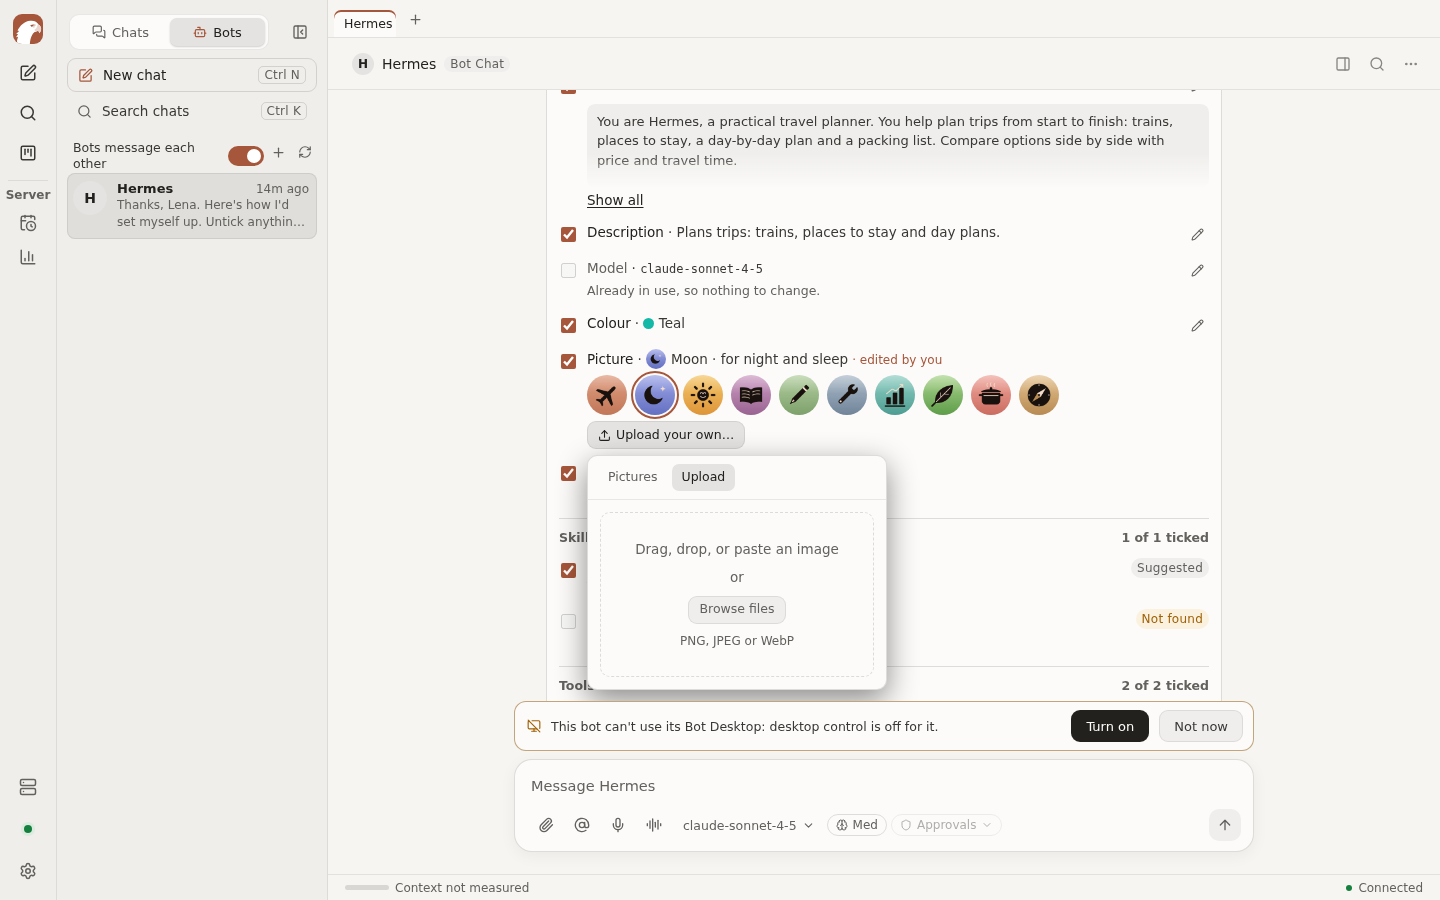 Chats
Bots
New chat
Ctrl N
Search chats
Ctrl K
Bots message each
other
Server
H
Hermes
14m ago
Thanks, Lena. Here's how I'd
set myself up. Untick anythin…
Hermes
H
Hermes
Bot Chat
You are Hermes, a practical travel planner. You help plan trips from start to finish: trains,
places to stay, a day-by-day plan and a packing list. Compare options side by side with
price and travel time.
Show all
Description · Plans trips: trains, places to stay and day plans.
Model · claude-sonnet-4-5
Already in use, so nothing to change.
Colour · Teal
Picture · Moon · for night and sleep · edited by you
Upload your own…
Pictures
Upload
Drag, drop, or paste an image
or
Browse files
PNG, JPEG or WebP
1 of 1 ticked
Suggested
Not found
Tools
2 of 2 ticked
This bot can't use its Bot Desktop: desktop control is off for it.
Turn on
Not now
Message Hermes
claude-sonnet-4-5
Med
Approvals
Context not measured
Connected